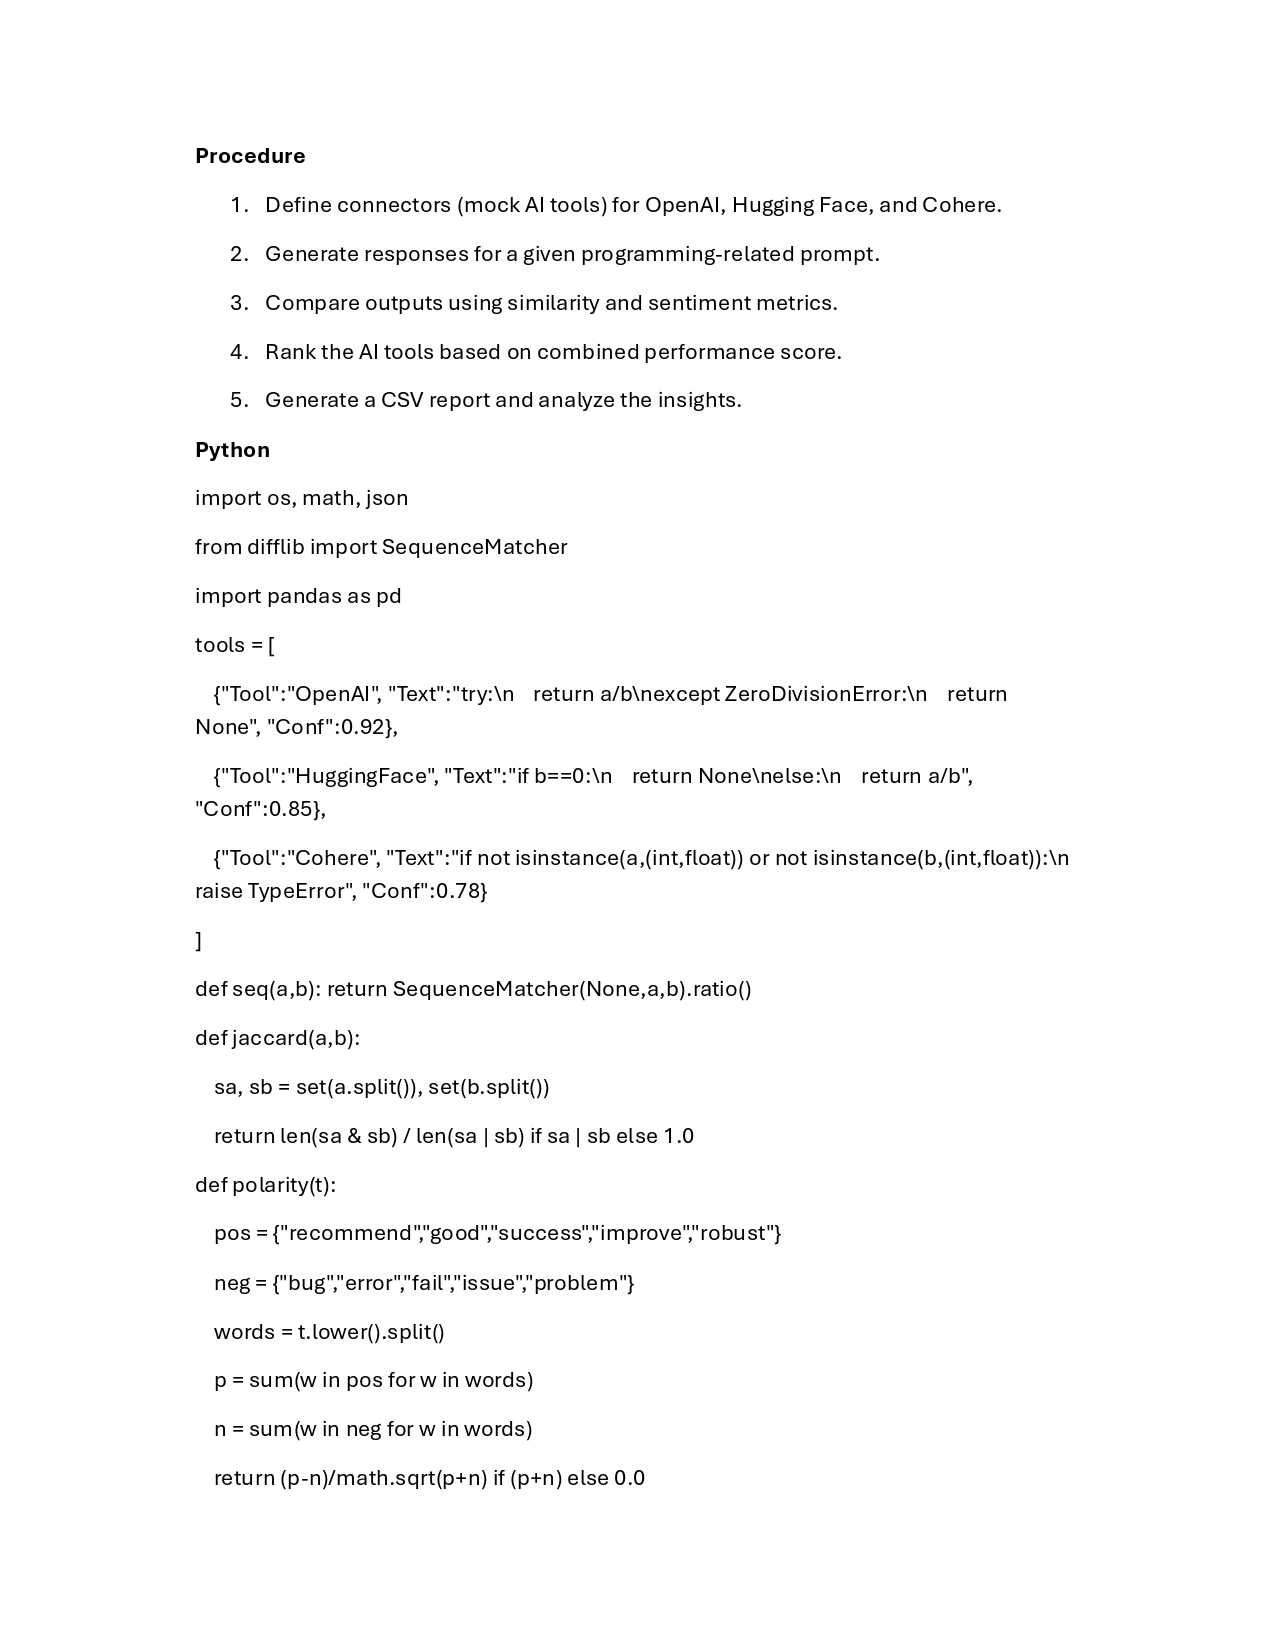 Procedure
1. Define connectors (mock AI tools) for OpenAI, Hugging Face, and Cohere.
2. Generate responses for a given programming-related prompt.
3. Compare outputs using similarity and sentiment metrics.
4. Rank the AI tools based on combined performance score.
5. Generate a CSV report and analyze the insights.
Python
import os, math, json
from difflib import SequenceMatcher
import pandas as pd
tools = [
{"Tool":"OpenAI", "Text":"try:\n    return a/b\nexcept ZeroDivisionError:\n    return
None", "Conf":0.92},
{"Tool":"HuggingFace", "Text":"if b==0:\n    return None\nelse:\n    return a/b",
"Conf":0.85},
{"Tool":"Cohere", "Text":"if not isinstance(a,(int,float)) or not isinstance(b,(int,float)):\n
raise TypeError", "Conf":0.78}
]
def seq(a,b): return SequenceMatcher(None,a,b).ratio()
def jaccard(a,b):
sa, sb = set(a.split()), set(b.split())
return len(sa & sb) / len(sa | sb) if sa | sb else 1.0
def polarity(t):
pos = {"recommend","good","success","improve","robust"}
neg = {"bug","error","fail","issue","problem"}
words = t.lower().split()
p = sum(w in pos for w in words)
n = sum(w in neg for w in words)
return (p-n)/math.sqrt(p+n) if (p+n) else 0.0